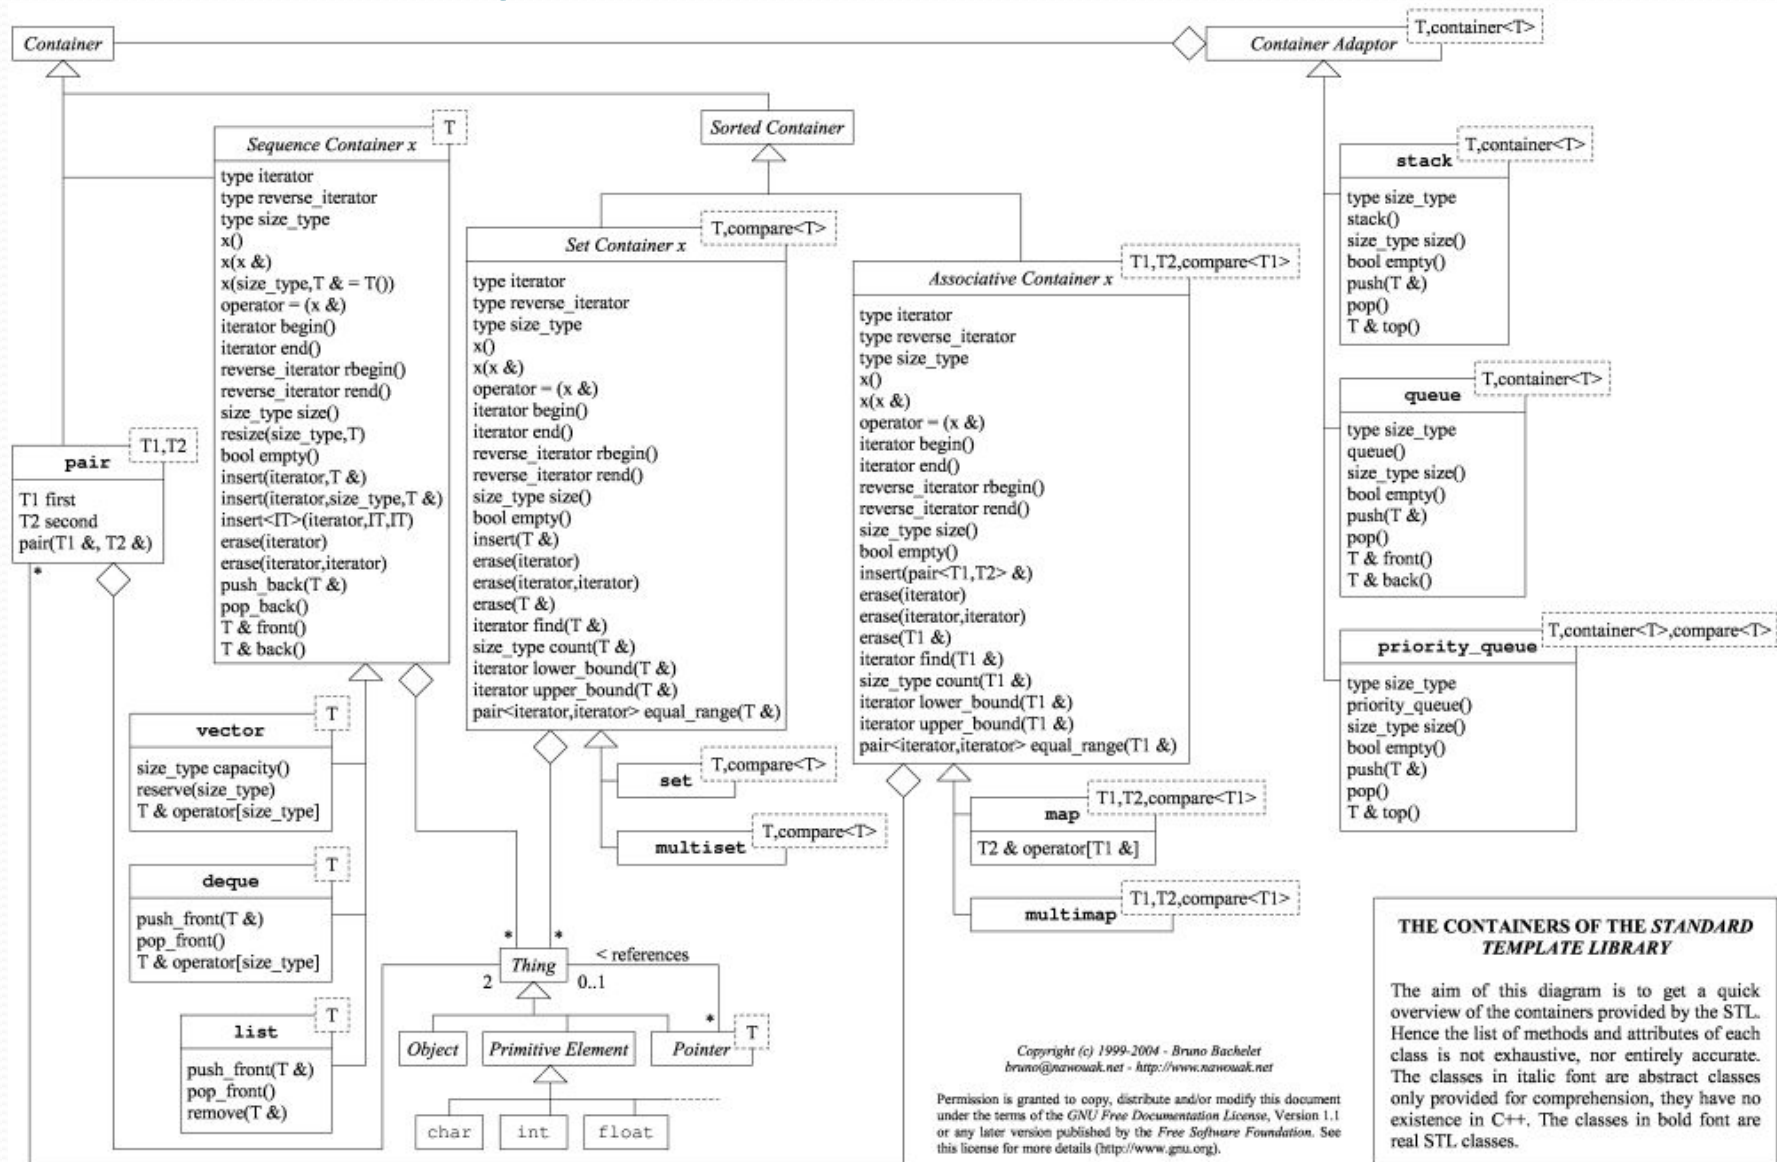 Container
Container Adaptor
T,container<T>
Sorted Container
Sequence Container x
T
type iterator
type reverse_iterator
type size_type
x()
x(x &)
x(size_type,T & = T())
operator = (x &)
iterator begin()
iterator end()
reverse_iterator rbegin()
reverse_iterator rend()
size_type size()
resize(size_type,T)
bool empty()
insert(iterator,T &)
insert(iterator,size_type,T &)
insert<IT>(iterator,IT,IT)
erase(iterator)
erase(iterator,iterator)
push_back(T &)
pop_back()
T & front()
T & back()
Set Container x
T,compare<T>
type iterator
type reverse_iterator
type size_type
x()
x(x &)
operator = (x &)
iterator begin()
iterator end()
reverse_iterator rbegin()
reverse_iterator rend()
size_type size()
bool empty()
insert(T &)
erase(iterator)
erase(iterator,iterator)
erase(T &)
iterator find(T &)
size_type count(T &)
iterator lower_bound(T &)
iterator upper_bound(T &)
pair<iterator,iterator> equal_range(T &)
Associative Container x
T1,T2,compare<T1>
type iterator
type reverse_iterator
type size_type
x()
x(x &)
operator = (x &)
iterator begin()
iterator end()
reverse_iterator rbegin()
reverse_iterator rend()
size_type size()
bool empty()
insert(pair<T1,T2> &)
erase(iterator)
erase(iterator,iterator)
erase(T1 &)
iterator find(T1 &)
size_type count(T1 &)
iterator lower_bound(T1 &)
iterator upper_bound(T1 &)
pair<iterator,iterator> equal_range(T1 &)
stack
T,container<T>
type size_type
stack()
size_type size()
bool empty()
push(T &)
pop()
T & top()
queue
T,container<T>
type size_type
queue()
size_type size()
bool empty()
push(T &)
pop()
T & front()
T & back()
priority_queue
T,container<T>,compare<T>
type size_type
priority_queue()
size_type size()
bool empty()
push(T &)
pop()
T & top()
pair
T1,T2
T1 first
T2 second
pair(T1 &, T2 &)
*
vector
T
size_type capacity()
reserve(size_type)
T & operator[size_type]
deque
T
push_front(T &)
pop_front()
T & operator[size_type]
list
T
push_front(T &)
pop_front()
remove(T &)
set
T,compare<T>
multiset
T,compare<T>
map
T1,T2,compare<T1>
T2 & operator[T1 &]
multimap
T1,T2,compare<T1>
*
*
Thing
< references
2
0..1
*
Object
Primitive Element
Pointer
T
char
int
float
Copyright (c) 1999-2004 - Bruno Bachelet
bruno@nawouak.net - http://www.nawouak.net
Permission is granted to copy, distribute and/or modify this document
under the terms of the GNU Free Documentation License, Version 1.1
or any later version published by the Free Software Foundation. See
this license for more details (http://www.gnu.org).
THE CONTAINERS OF THE STANDARD
TEMPLATE LIBRARY
The aim of this diagram is to get a quick
overview of the containers provided by the STL.
Hence the list of methods and attributes of each
class is not exhaustive, nor entirely accurate.
The classes in italic font are abstract classes
only provided for comprehension, they have no
existence in C++. The classes in bold font are
real STL classes.